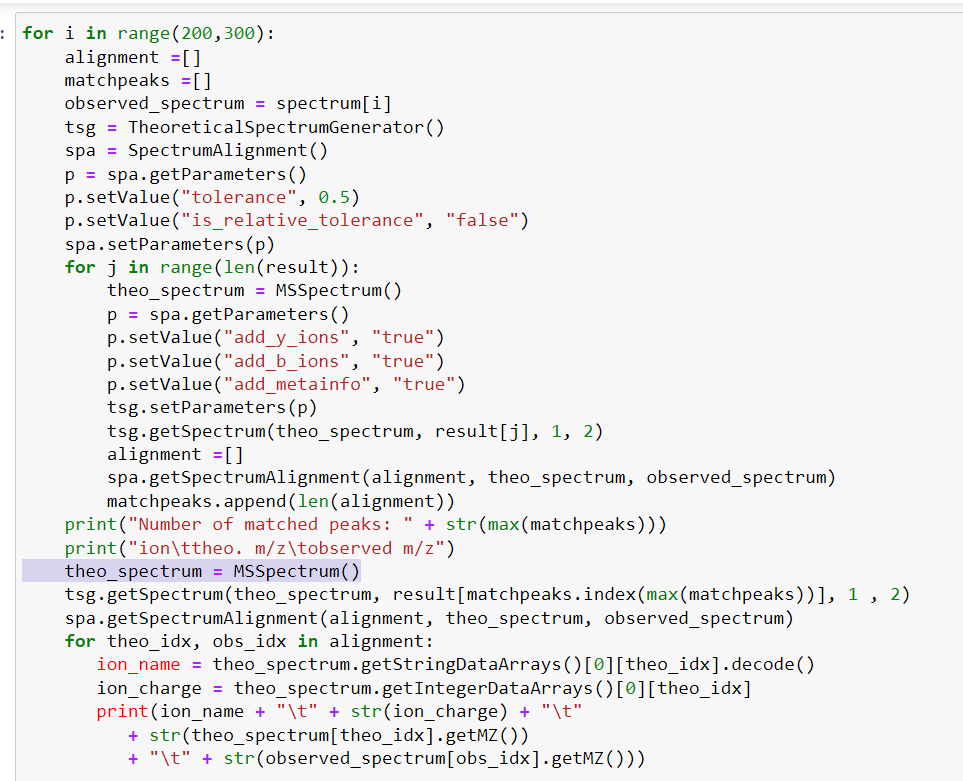 : for i in range(200,300):
    alignment =[]
    matchpeaks =[]
    observed_spectrum = spectrum[i]
    tsg = TheoreticalSpectrumGenerator()
    spa = SpectrumAlignment()
    p = spa.getParameters()
    p.setValue("tolerance", 0.5)
    p.setValue("is_relative_tolerance", "false")
    spa.setParameters(p)
    for j in range(len(result)):
        theo_spectrum = MSSpectrum()
        p = spa.getParameters()
        p.setValue("add_y_ions", "true")
        p.setValue("add_b_ions", "true")
        p.setValue("add_metainfo", "true")
        tsg.setParameters(p)
        tsg.getSpectrum(theo_spectrum, result[j], 1, 2)
        alignment =[]
        spa.getSpectrumAlignment(alignment, theo_spectrum, observed_spectrum)
        matchpeaks.append(len(alignment))
    print("Number of matched peaks: " + str(max(matchpeaks)))
    print("ion\ttheo. m/z\tobserved m/z")
    theo_spectrum = MSSpectrum()
    tsg.getSpectrum(theo_spectrum, result[matchpeaks.index(max(matchpeaks))], 1 , 2)
    spa.getSpectrumAlignment(alignment, theo_spectrum, observed_spectrum)
    for theo_idx, obs_idx in alignment:
       ion_name = theo_spectrum.getStringDataArrays()[0][theo_idx].decode()
       ion_charge = theo_spectrum.getIntegerDataArrays()[0][theo_idx]
       print(ion_name + "\t" + str(ion_charge) + "\t"
          + str(theo_spectrum[theo_idx].getMZ())
          + "\t" + str(observed_spectrum[obs_idx].getMZ()))